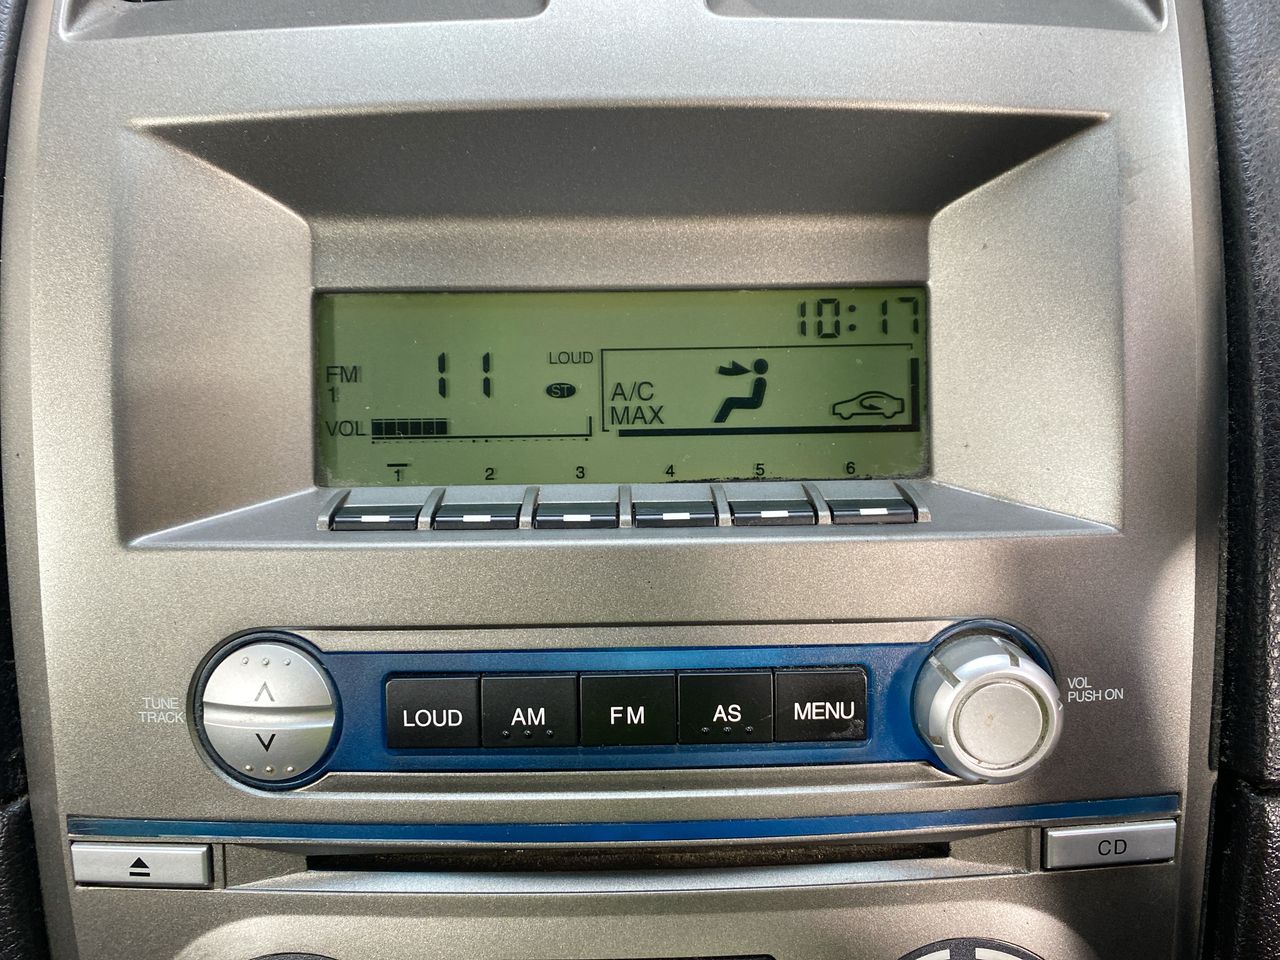 10:17
FM 11 LOUD
1 ST
A/C
MAX
VOL
1 2 3 4 5 6
TUNE
TRACK
LOUD AM FM AS MENU
VOL
PUSH ON
CD